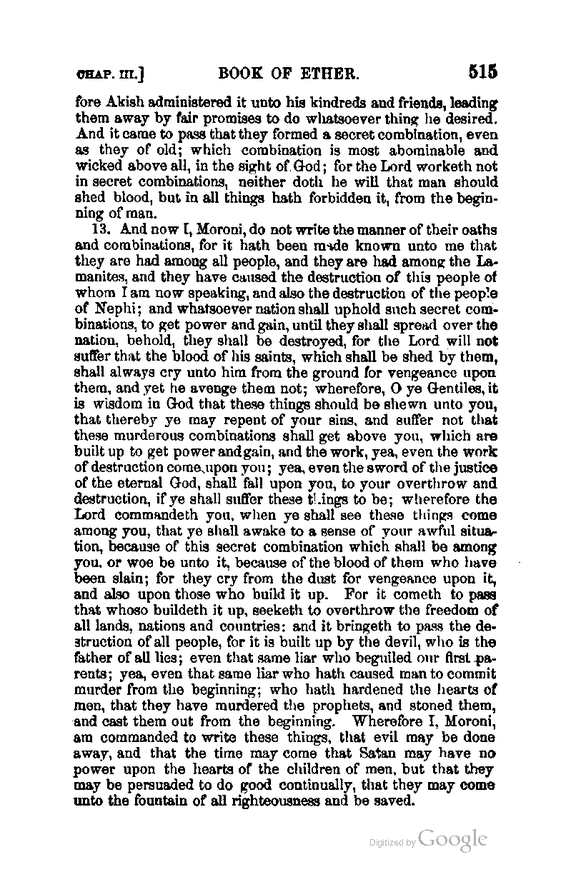 CHAP. III.] BOOK OF ETHER. 515
fore Akish administered it unto his kindreds and friends, leading
them away by fair promises to do whatsoever thing he desired.
And it came to pass that they formed a secret combination, even
as they of old; which combination is most abominable and
wicked above all, in the sight of God; for the Lord worketh not
in secret combinations, neither doth he will that man should
shed blood, but in all things hath forbidden it, from the begin-
ning of man.
13. And now I, Moroni, do not write the manner of their oaths
and combinations, for it hath been made known unto me that
they are had among all people, and they are had among the La-
manites, and they have caused the destruction of this people of
whom I am now speaking, and also the destruction of the people
of Nephi; and whatsoever nation shall uphold such secret com-
binations, to get power and gain, until they shall spread over the
nation, behold, they shall be destroyed, for the Lord will not
suffer that the blood of his saints, which shall be shed by them,
shall always cry unto him from the ground for vengeance upon
them, and yet he avenge them not; wherefore, O ye Gentiles, it
is wisdom in God that these things should be shewn unto you,
that thereby ye may repent of your sins, and suffer not that
these murderous combinations shall get above you, which are
built up to get power and gain, and the work, yea, even the work
of destruction come upon you; yea, even the sword of the justice
of the eternal God, shall fall upon you, to your overthrow and
destruction, if ye shall suffer these things to be; wherefore the
Lord commandeth you, when ye shall see these things come
among you, that ye shall awake to a sense of your awful situa-
tion, because of this secret combination which shall be among
you, or woe be unto it, because of the blood of them who have
been slain; for they cry from the dust for vengeance upon it,
and also upon those who build it up. For it cometh to pass
that whoso buildeth it up, seeketh to overthrow the freedom of
all lands, nations and countries; and it bringeth to pass the de-
struction of all people, for it is built up by the devil, who is the
father of all lies; even that same liar who beguiled our first pa-
rents; yea, even that same liar who hath caused man to commit
murder from the beginning; who hath hardened the hearts of
men, that they have murdered the prophets, and stoned them,
and cast them out from the beginning. Wherefore I, Moroni,
am commanded to write these things, that evil may be done
away, and that the time may come that Satan may have no
power upon the hearts of the children of men, but that they
may be persuaded to do good continually, that they may come
unto the fountain of all righteousness and be saved.
Digitized by Google